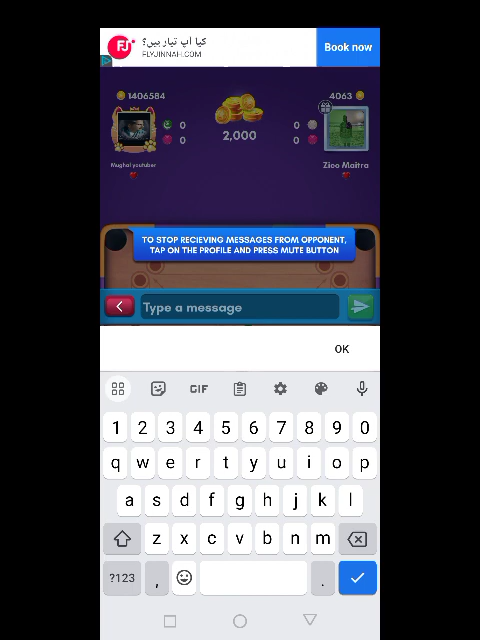 FJ
کیا آپ تیار ہیں؟
FLYJINNAH.COM
Book now
1406584
4063
0
0
0
0
2,000
Mughal youtuber
Zico Maitra
TO STOP RECIEVING MESSAGES FROM OPPONENT,
TAP ON THE PROFILE AND PRESS MUTE BUTTON
Type a message
OK
GIF
1 2 3 4 5 6 7 8 9 0
q w e r t y u i o p
a s d f g h j k l
z x c v b n m
?123 , .